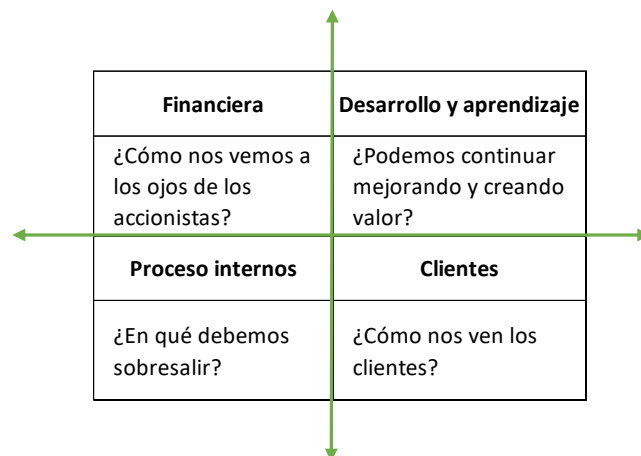 Financiera
Desarrollo y aprendizaje
¿Cómo nos vemos a
los ojos de los
accionistas?
¿Podemos continuar
mejorando y creando
valor?
Proceso internos
Clientes
¿En qué debemos
sobresalir?
¿Cómo nos ven los
clientes?